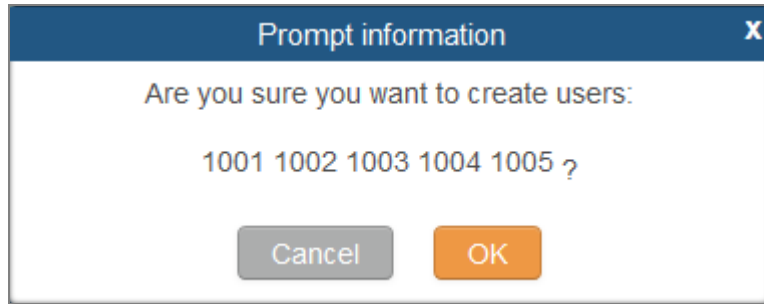 Prompt information x
Are you sure you want to create users:
1001 1002 1003 1004 1005 ?
Cancel OK